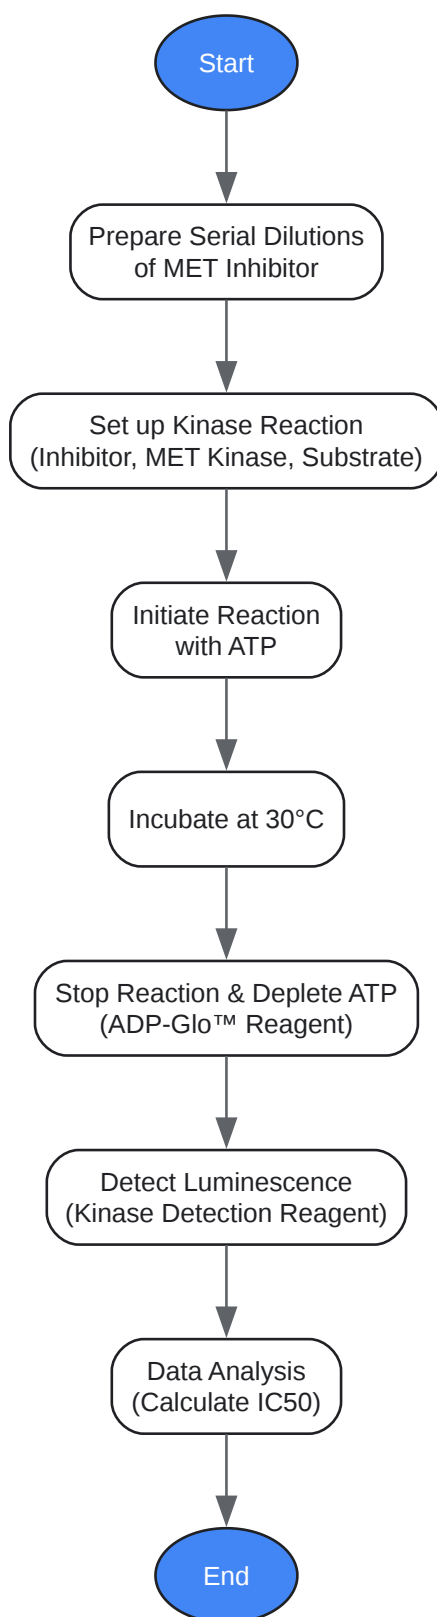 Start
Prepare Serial Dilutions
of MET Inhibitor
Set up Kinase Reaction
(Inhibitor, MET Kinase, Substrate)
Initiate Reaction
with ATP
Incubate at 30°C
Stop Reaction & Deplete ATP
(ADP-Glo™ Reagent)
Detect Luminescence
(Kinase Detection Reagent)
Data Analysis
(Calculate IC50)
End